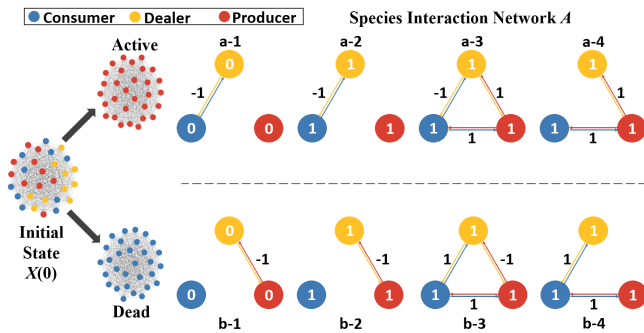 Consumer Dealer Producer
Species Interaction Network A
Active
a-1 a-2 a-3 a-4
0 1 1 1
-1 -1 -1 1 1
0 0 1 1 1 1 1 1
1 1
Initial
State
X(0)
Dead
0 1 1 1
-1 -1 1 -1 1
0 0 1 1 1 1 1 1
1 1
b-1 b-2 b-3 b-4